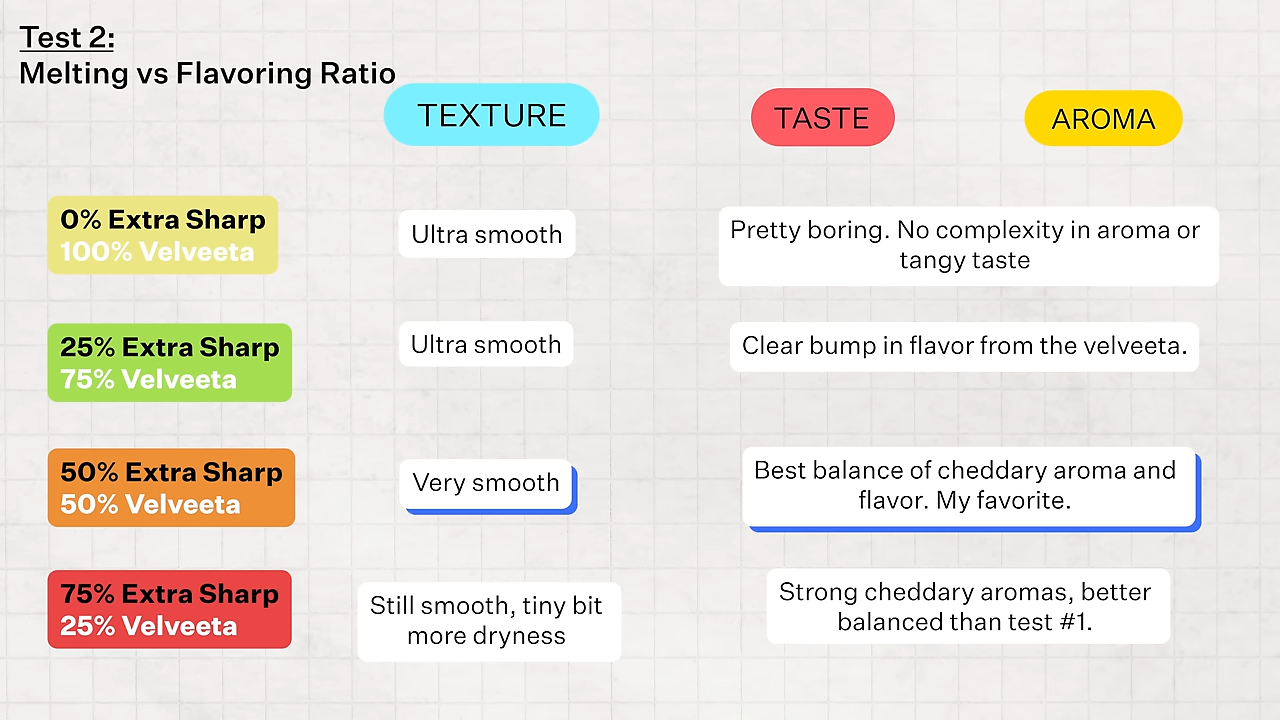 Test 2:
Melting vs Flavoring Ratio
TEXTURE
TASTE
AROMA
0% Extra Sharp
100% Velveeta
Ultra smooth
Pretty boring. No complexity in aroma or
tangy taste
25% Extra Sharp
75% Velveeta
Ultra smooth
Clear bump in flavor from the velveeta.
50% Extra Sharp
50% Velveeta
Very smooth
Best balance of cheddary aroma and
flavor. My favorite.
75% Extra Sharp
25% Velveeta
Still smooth, tiny bit
more dryness
Strong cheddary aromas, better
balanced than test #1.